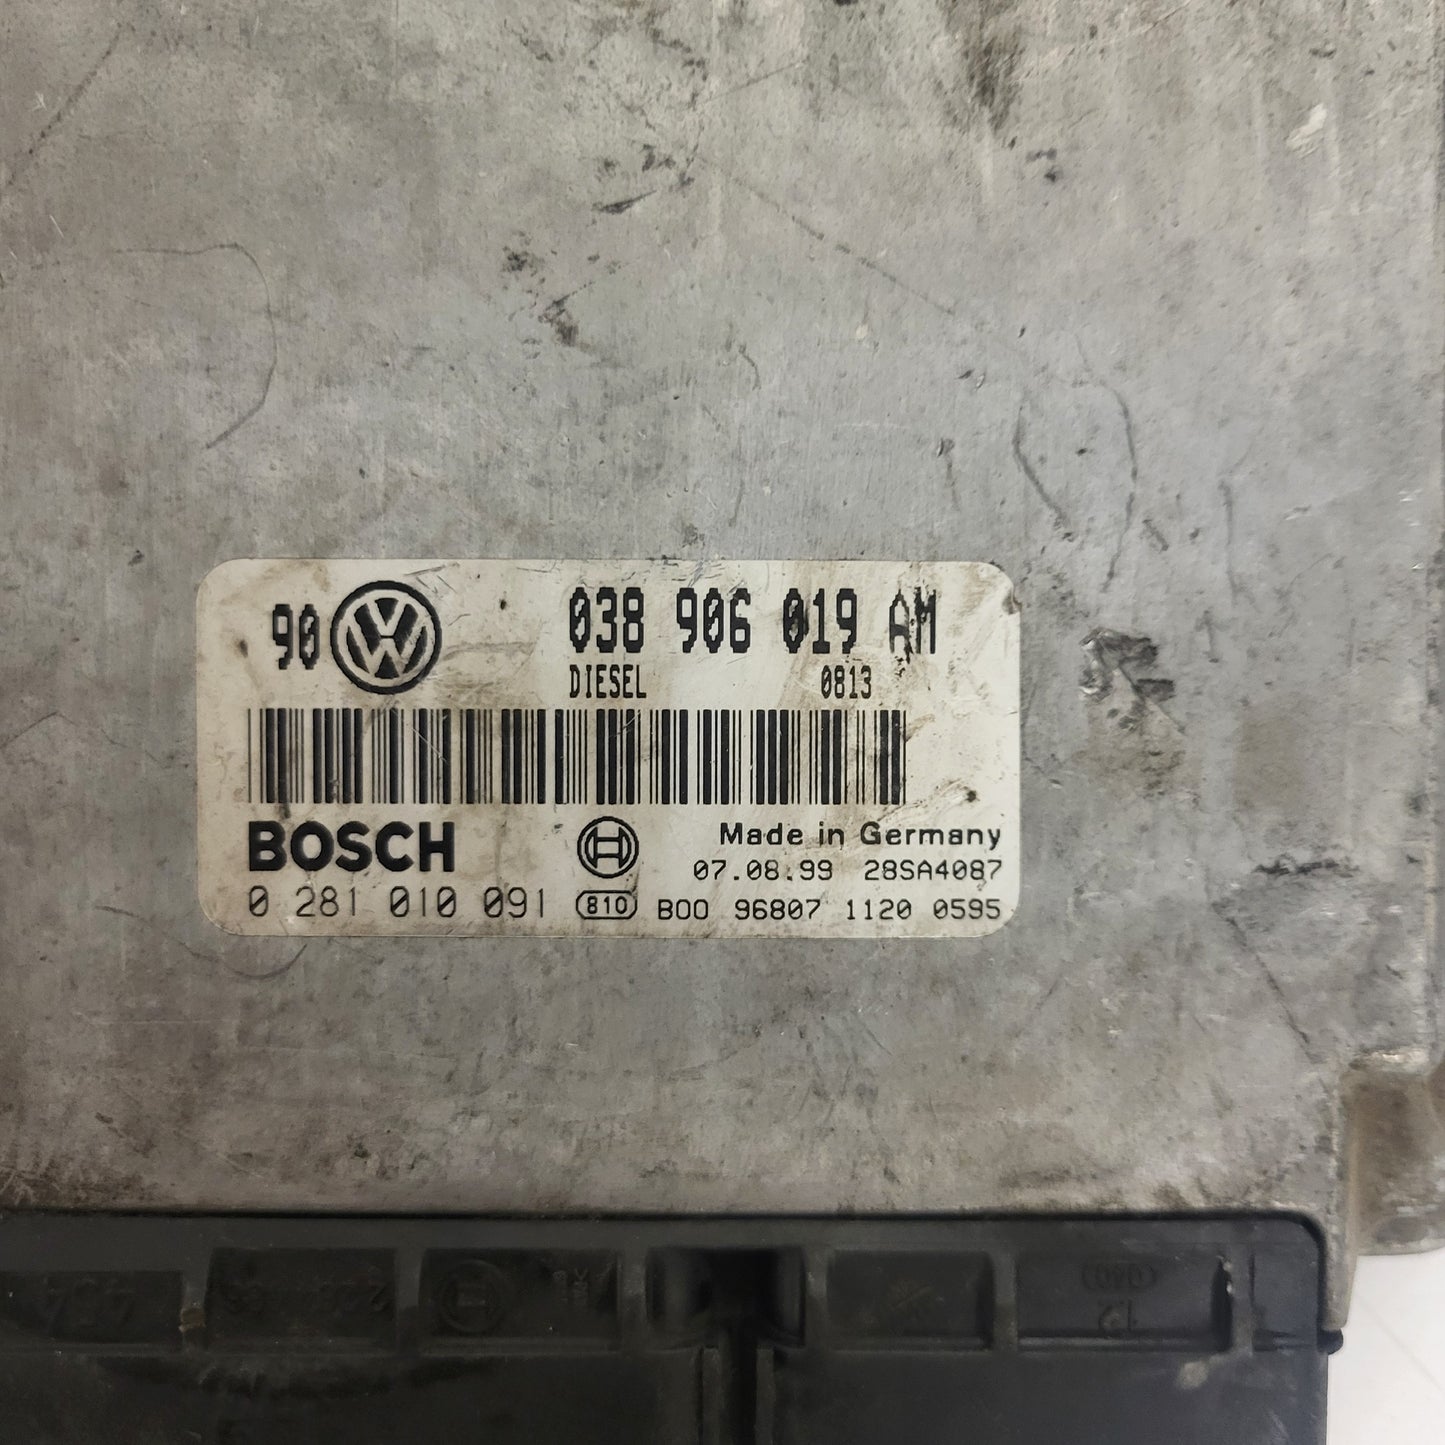 90 038 906 019 AM
DIESEL 0813
BOSCH Made in Germany
07.08.99 28SA4087
0 281 010 091 810 B00 96807 1120 0595